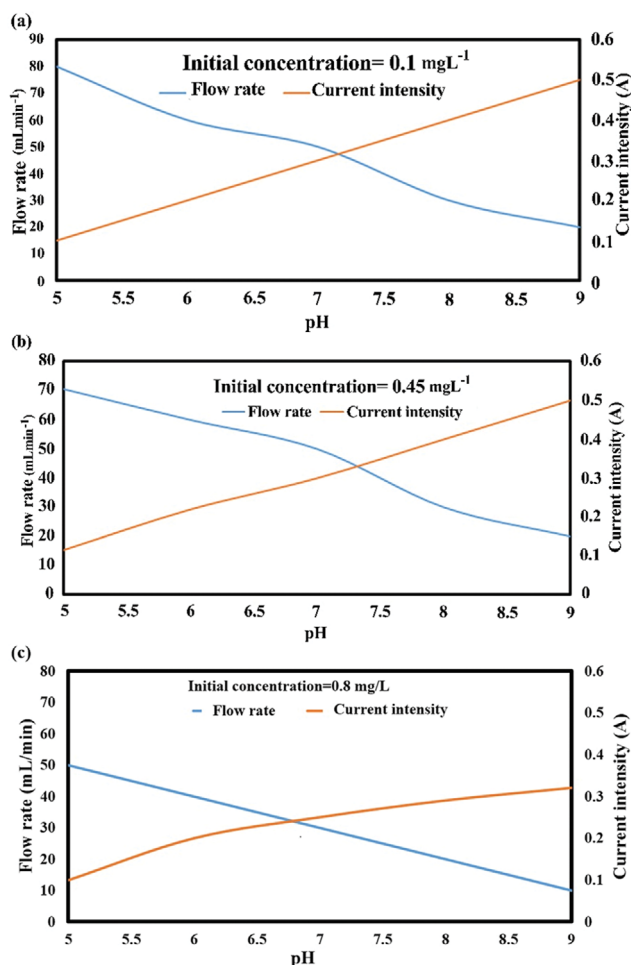 (a)
Initial concentration= 0.1 mgL⁻¹
Flow rate
Current intensity
Flow rate (mLmin⁻¹)
90
80
70
60
50
40
30
20
10
0
0.6
0.5
0.4
0.3
0.2
0.1
0
Current intensity (A)
5 5.5 6 6.5 7 7.5 8 8.5 9
pH
(b)
Initial concentration= 0.45 mgL⁻¹
Flow rate
Current intensity
Flow rate (mLmin⁻¹)
80
70
60
50
40
30
20
10
0
0.6
0.5
0.4
0.3
0.2
0.1
0
Current intensity (A)
5 5.5 6 6.5 7 7.5 8 8.5 9
pH
(c)
Initial concentration=0.8 mg/L
Flow rate
Current intensity
Flow rate (mL/min)
80
70
60
50
40
30
20
10
0
0.6
0.5
0.4
0.3
0.2
0.1
0
Current intensity (A)
5 5.5 6 6.5 7 7.5 8 8.5 9
pH